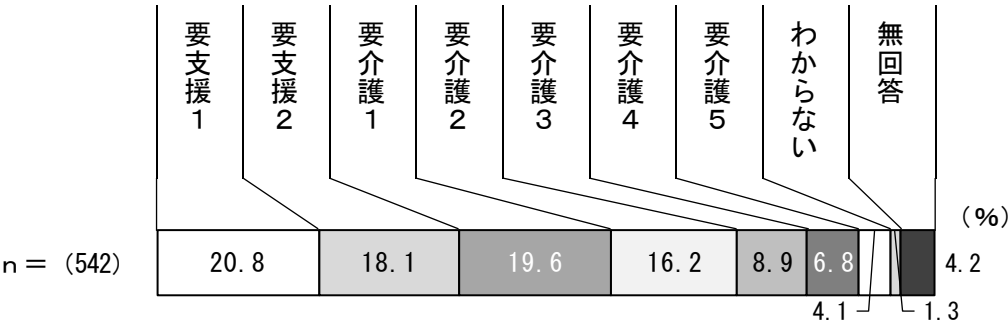 要支援1
要支援2
要介護1
要介護2
要介護3
要介護4
要介護5
わからない
無回答
(%)
n＝ (542) 20.8 18.1 19.6 16.2 8.9 6.8 4.2
4.1 1.3